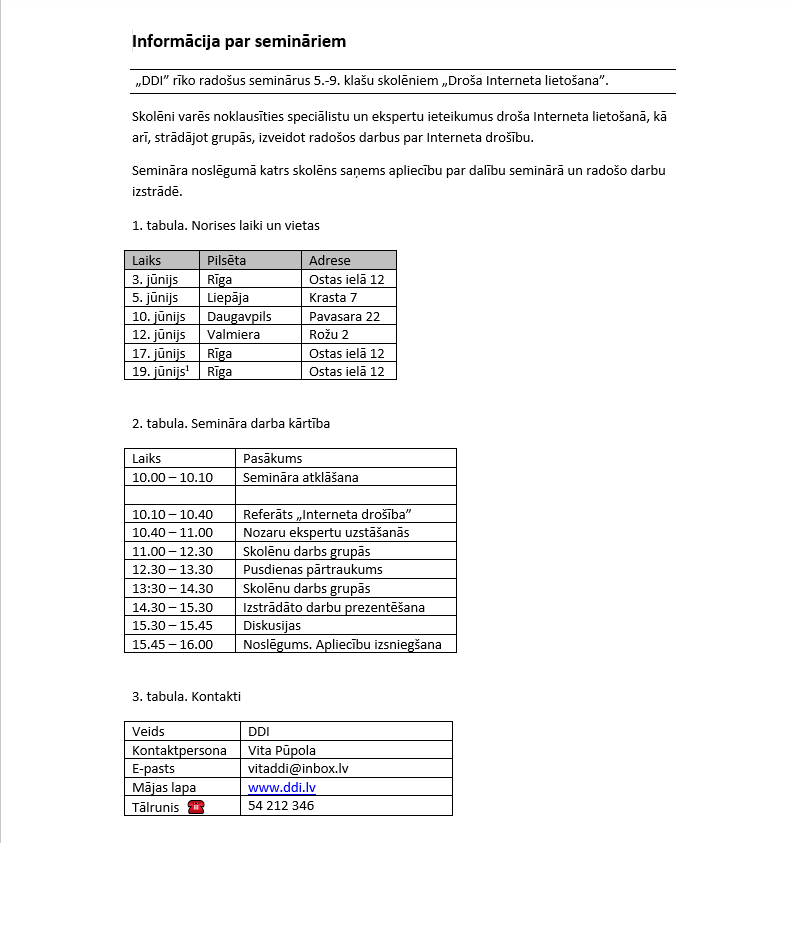 Informācija par semināriem
„DDI” rīko radošus seminārus 5.-9. klašu skolēniem „Droša Interneta lietošana”.
Skolēni varēs noklausīties speciālistu un ekspertu ieteikumus droša Interneta lietošanā, kā
arī, strādājot grupās, izveidot radošos darbus par Interneta drošību.
Semināra noslēgumā katrs skolēns saņems apliecību par dalību seminārā un radošo darbu
izstrādē.
1. tabula. Norises laiki un vietas
Laiks Pilsēta Adrese
3. jūnijs Rīga Ostas ielā 12
5. jūnijs Liepāja Krasta 7
10. jūnijs Daugavpils Pavasara 22
12. jūnijs Valmiera Rožu 2
17. jūnijs Rīga Ostas ielā 12
19. jūnijs¹ Rīga Ostas ielā 12
2. tabula. Semināra darba kārtība
Laiks Pasākums
10.00 – 10.10 Semināra atklāšana
10.10 – 10.40 Referāts „Interneta drošība”
10.40 – 11.00 Nozaru ekspertu uzstāšanās
11.00 – 12.30 Skolēnu darbs grupās
12.30 – 13.30 Pusdienas pārtraukums
13:30 – 14.30 Skolēnu darbs grupās
14.30 – 15.30 Izstrādāto darbu prezentēšana
15.30 – 15.45 Diskusijas
15.45 – 16.00 Noslēgums. Apliecību izsniegšana
3. tabula. Kontakti
Veids DDI
Kontaktpersona Vita Pūpola
E-pasts vitaddi@inbox.lv
Mājas lapa www.ddi.lv
Tālrunis 54 212 346